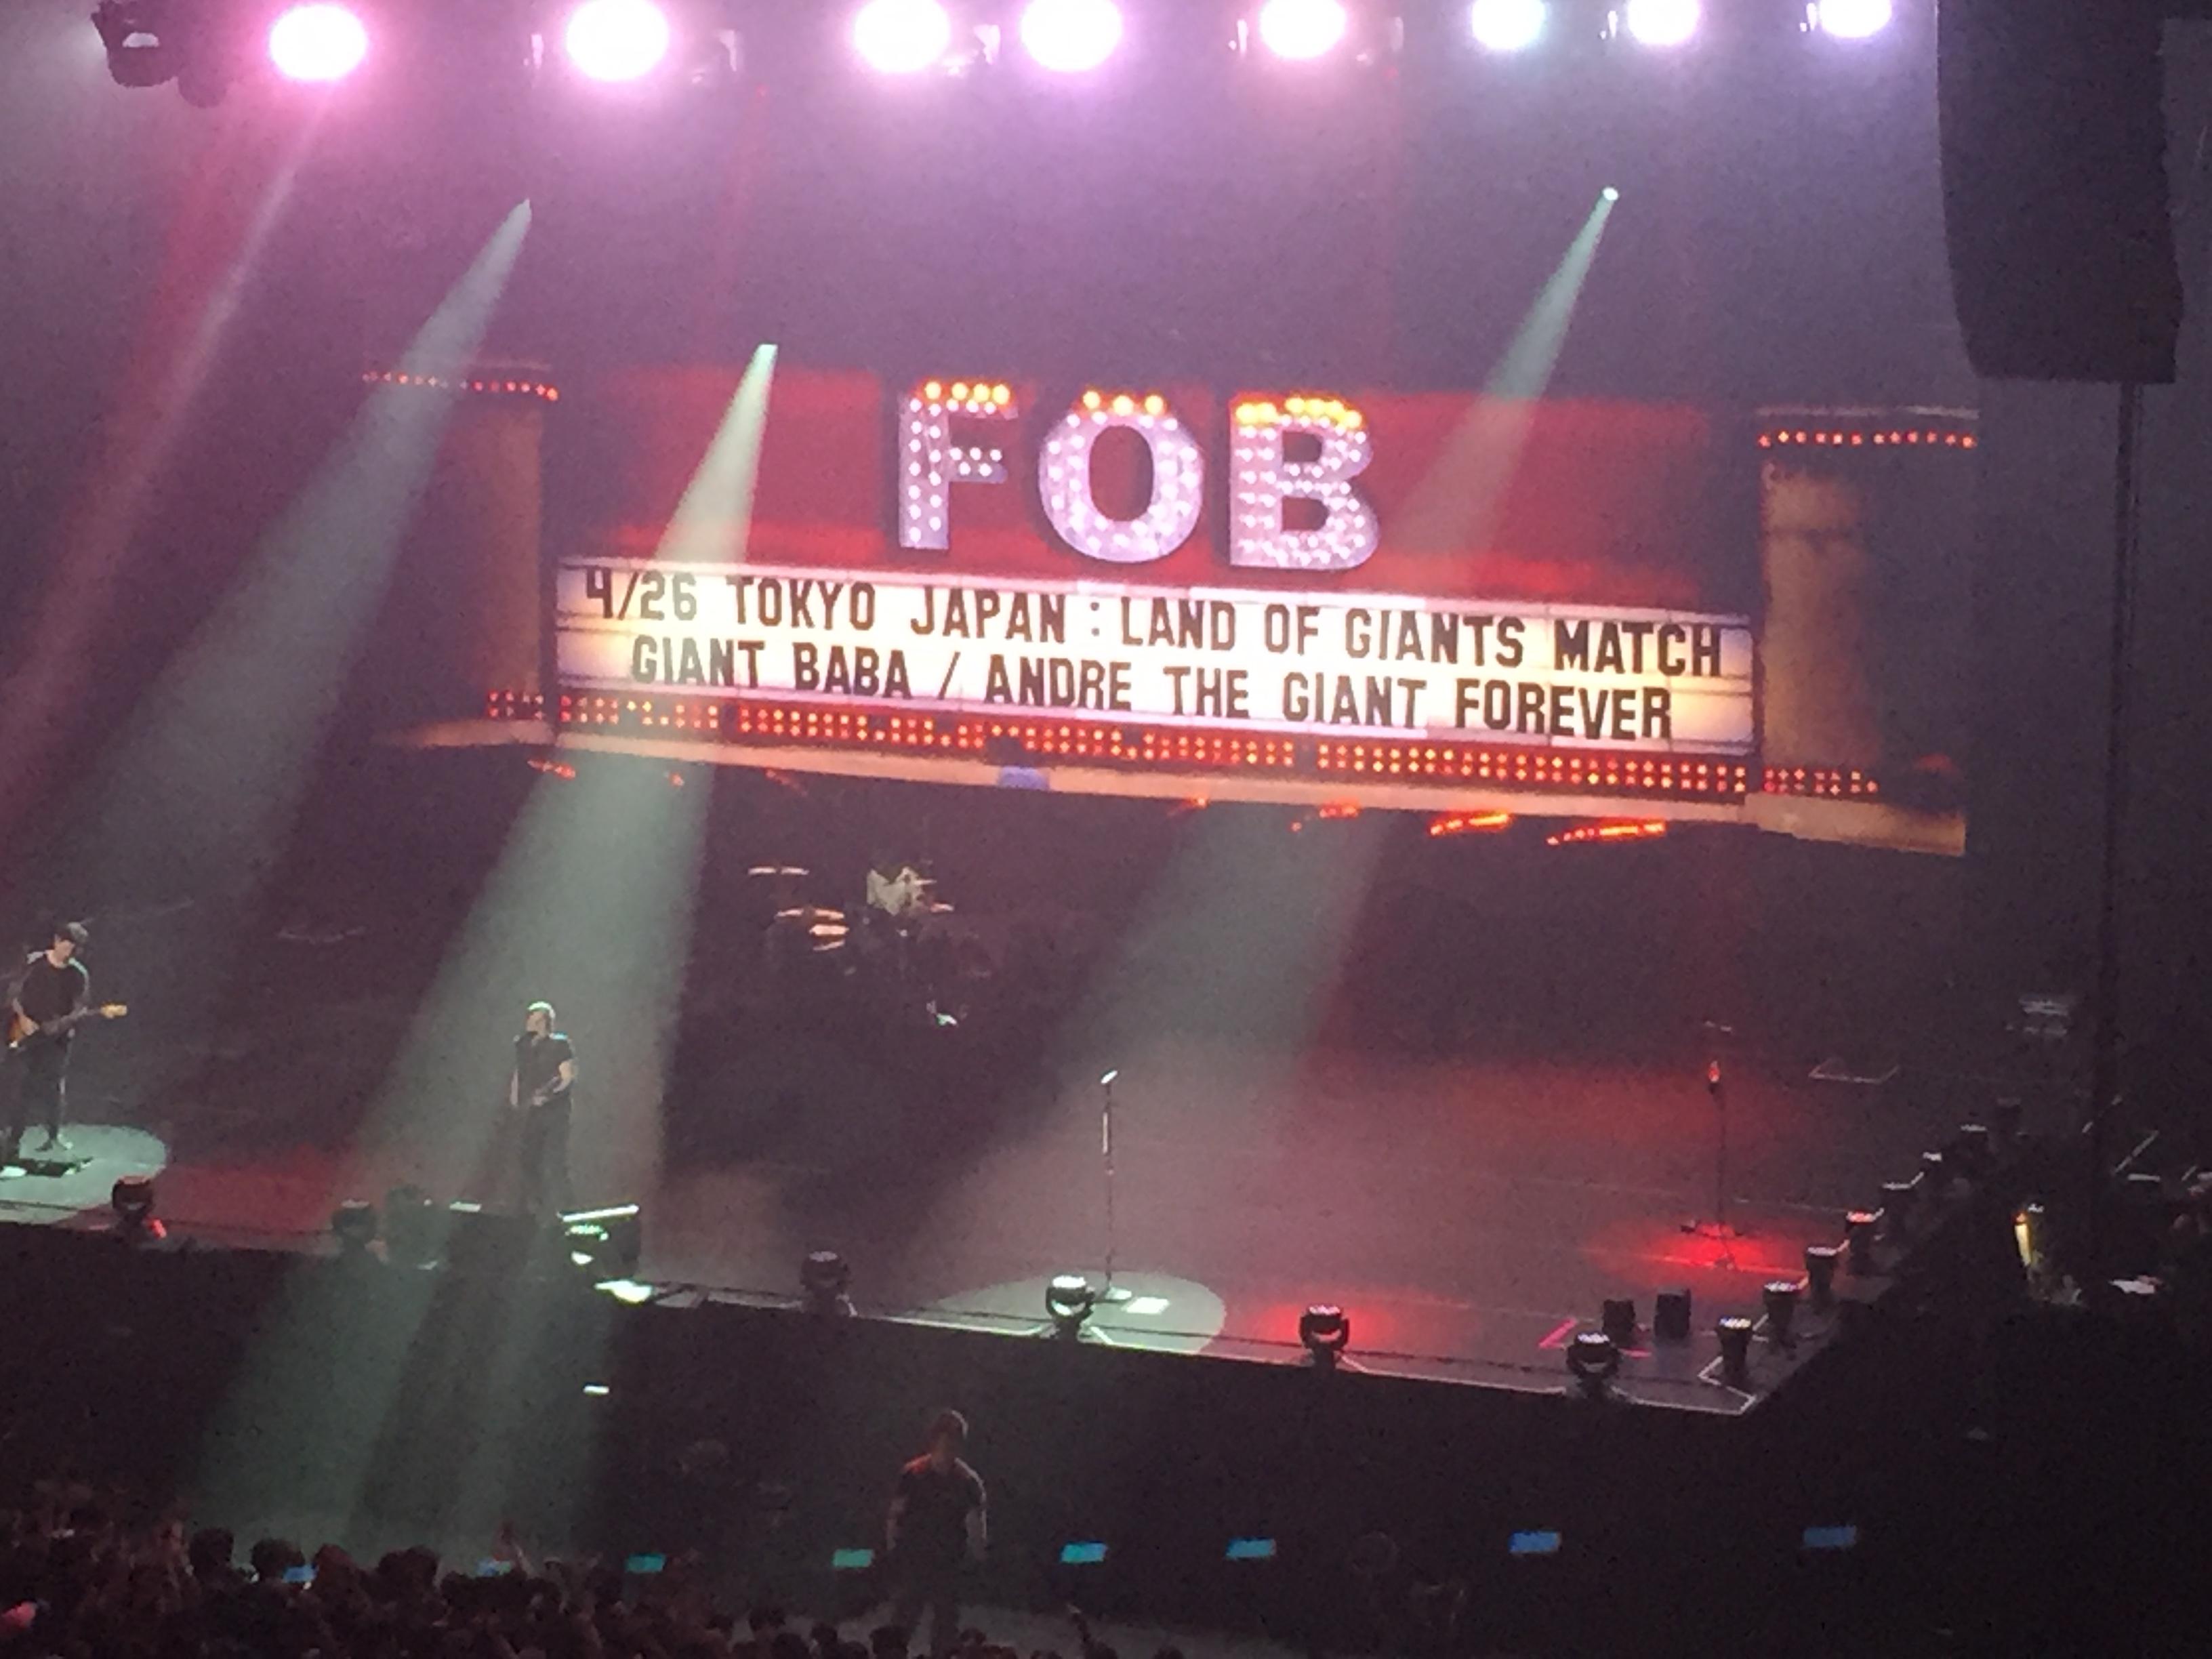 FOB
4/26 TOKYO JAPAN : LAND OF GIANTS MATCH
GIANT BABA / ANDRE THE GIANT FOREVER